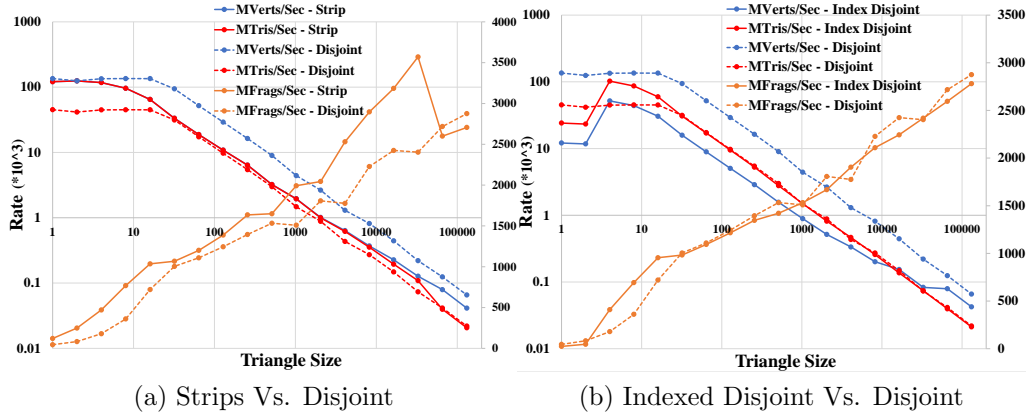 1000
100
10
1
0.1
0.01
Rate (*10^3)
MVerts/Sec - Strip
MTris/Sec - Strip
MVerts/Sec - Disjoint
MTris/Sec - Disjoint
MFrags/Sec - Strip
MFrags/Sec - Disjoint
4000
3500
3000
2500
2000
1500
1000
500
0
1 10 100 1000 10000 100000
Triangle Size
(a) Strips Vs. Disjoint
1000
100
10
1
0.1
0.01
Rate (*10^3)
MVerts/Sec - Index Disjoint
MTris/Sec - Index Disjoint
MVerts/Sec - Disjoint
MTris/Sec - Disjoint
MFrags/Sec - Index Disjoint
MFrags/Sec - Disjoint
3500
3000
2500
2000
1500
1000
500
0
1 10 100 1000 10000 100000
Triangle Size
(b) Indexed Disjoint Vs. Disjoint